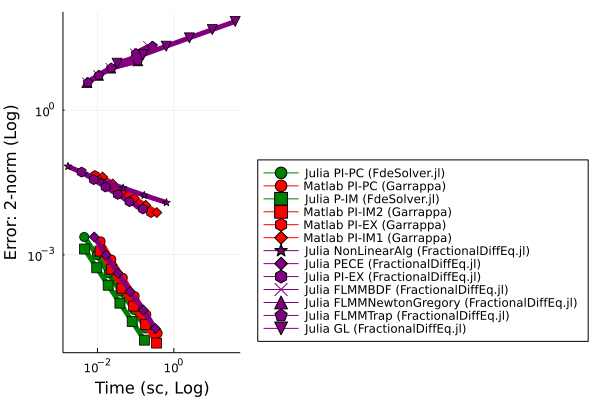 Error: 2-norm (Log)
10^0
10^-3
10^-2
10^0
Time (sc, Log)
Julia PI-PC (FdeSolver.jl)
Matlab PI-PC (Garrappa)
Julia P-IM (FdeSolver.jl)
Matlab PI-IM2 (Garrappa)
Matlab PI-EX (Garrappa)
Matlab PI-IM1 (Garrappa)
Julia NonLinearAlg (FractionalDiffEq.jl)
Julia PECE (FractionalDiffEq.jl)
Julia PI-EX (FractionalDiffEq.jl)
Julia FLMMBDF (FractionalDiffEq.jl)
Julia FLMMNewtonGregory (FractionalDiffEq.jl)
Julia FLMMTrap (FractionalDiffEq.jl)
Julia GL (FractionalDiffEq.jl)